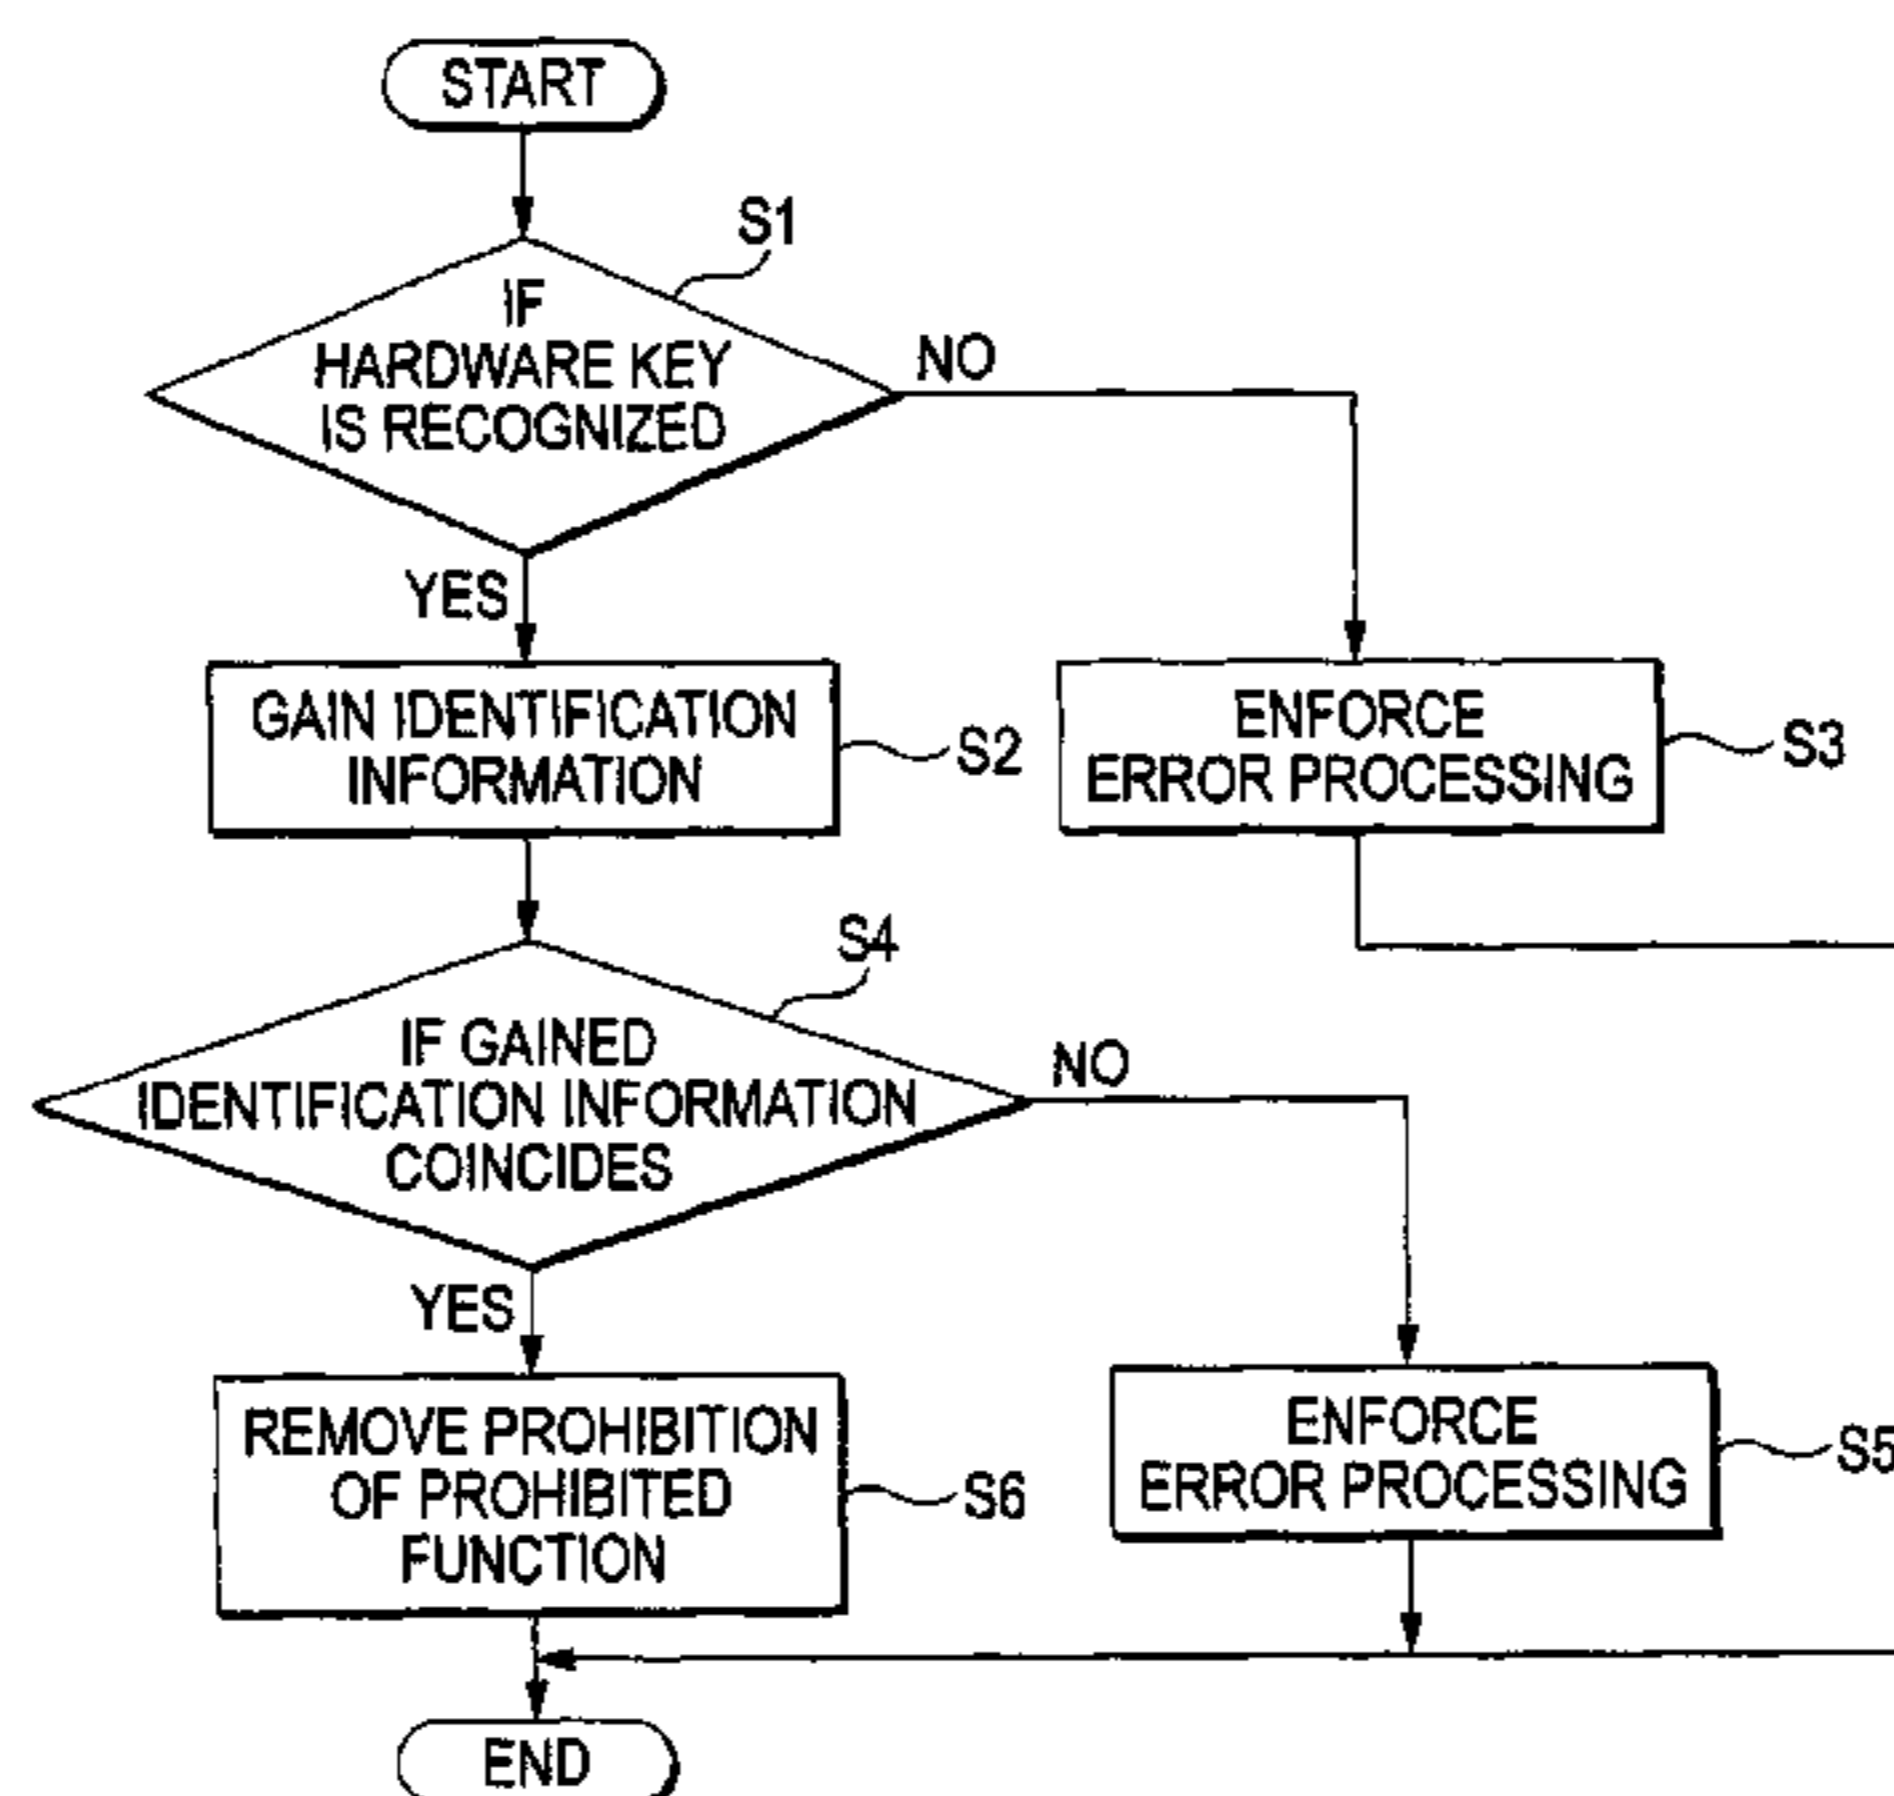 START
S1
IF
HARDWARE KEY
IS RECOGNIZED
NO
YES
GAIN IDENTIFICATION
INFORMATION
S2
ENFORCE
ERROR PROCESSING
S3
S4
IF GAINED
IDENTIFICATION INFORMATION
COINCIDES
NO
YES
REMOVE PROHIBITION
OF PROHIBITED
FUNCTION
S6
ENFORCE
ERROR PROCESSING
S5
END